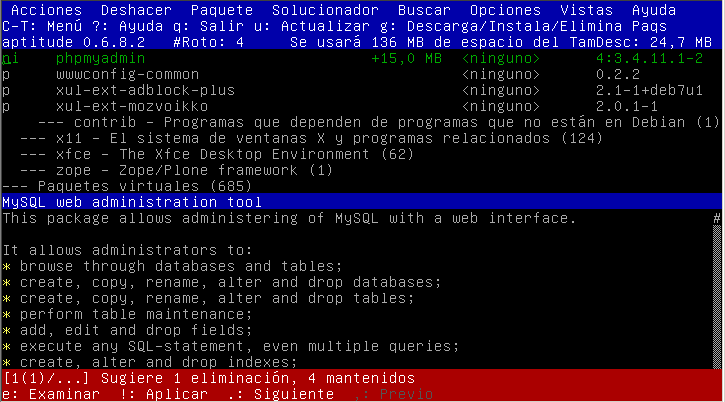 Acciones  Deshacer  Paquete  Solucionador  Buscar  Opciones  Vistas  Ayuda
C-T: Menú ?: Ayuda q: Salir u: Actualizar g: Descarga/Instala/Elimina Paqs
aptitude 0.6.8.2   #Roto: 4     Se usará 136 MB de espacio del TamDesc: 24,7 MB
ni    phpmyadmin                         +15,0 MB  <ninguno>      4:3.4.11.1-2
p     wwwconfig-common                             <ninguno>      0.2.2
p     xul-ext-adblock-plus                         <ninguno>      2.1-1+deb7u1
p     xul-ext-mozvoikko                            <ninguno>      2.0.1-1
    --- contrib - Programas que dependen de programas que no están en Debian (1)
  --- x11 - El sistema de ventanas X y programas relacionados (124)
  --- xfce - The Xfce Desktop Environment (62)
  --- zope - Zope/Plone framework (1)
--- Paquetes virtuales (685)
MySQL web administration tool
This package allows administering of MySQL with a web interface.               #
It allows administrators to:
* browse through databases and tables;
* create, copy, rename, alter and drop databases;
* create, copy, rename, alter and drop tables;
* perform table maintenance;
* add, edit and drop fields;
* execute any SQL-statement, even multiple queries;
* create, alter and drop indexes;
[1(1)/...] Sugiere 1 eliminación, 4 mantenidos
e: Examinar  !: Aplicar  .: Siguiente  ,: Previo